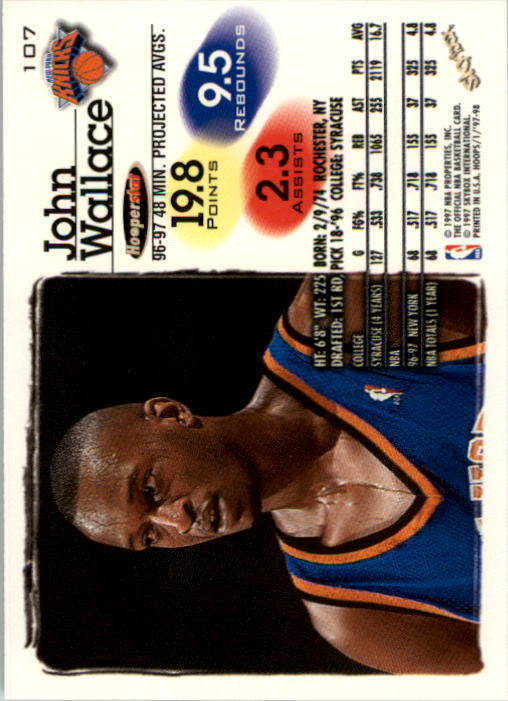 107
NEW YORK
KNICKS
John
Wallace
Hooperstat
96-97 48 MIN. PROJECTED AVGS.
19.8
POINTS
9.5
REBOUNDS
2.3
ASSISTS
HT: 6'8" WT: 225 BORN: 2/9/74 ROCHESTER, NY
DRAFTED: 1ST RD. PICK 18-'96 COLLEGE: SYRACUSE
COLLEGE G FG% FT% REB AST PTS AVG
SYRACUSE (4 YEARS) 127 .533 .738 1065 255 2119 16.7
NBA
96-97 NEW YORK 68 .517 .718 155 37 325 4.8
NBA TOTALS (1 YEAR) 68 .517 .718 155 37 325 4.8
© 1997 NBA PROPERTIES, INC.
THE OFFICIAL NBA BASKETBALL CARD.
© 1997 SKYBOX INTERNATIONAL.
PRINTED IN U.S.A. HOOPS/1/'97-98
NBA